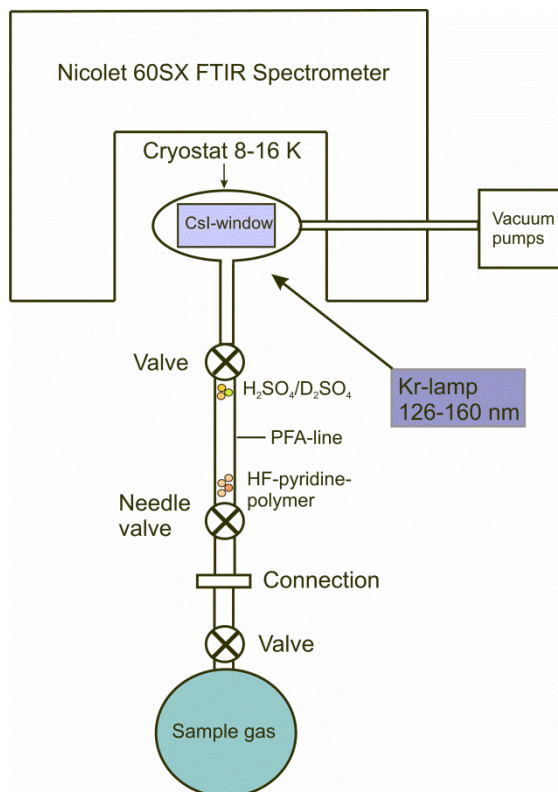 Nicolet 60SX FTIR Spectrometer
Cryostat 8-16 K
CsI-window
Vacuum
pumps
Valve
H₂SO₄/D₂SO₄
Kr-lamp
126-160 nm
PFA-line
HF-pyridine-
polymer
Needle
valve
Connection
Valve
Sample gas